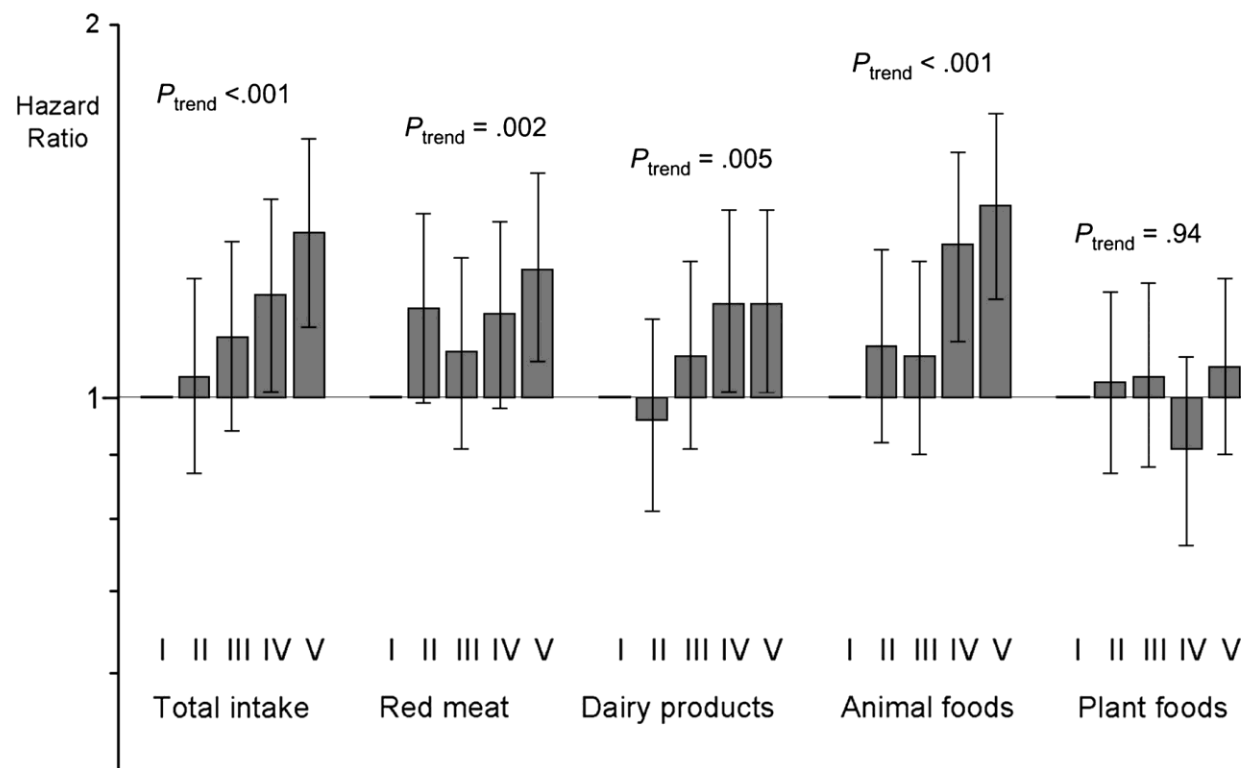 2
P trend < .001
P trend <.001
Hazard
Ratio
P trend = .002
P trend = .005
P trend = .94
1
I II III IV V I II III IV V I II III IV V I II III IV V I II III IV V
Total intake Red meat Dairy products Animal foods Plant foods